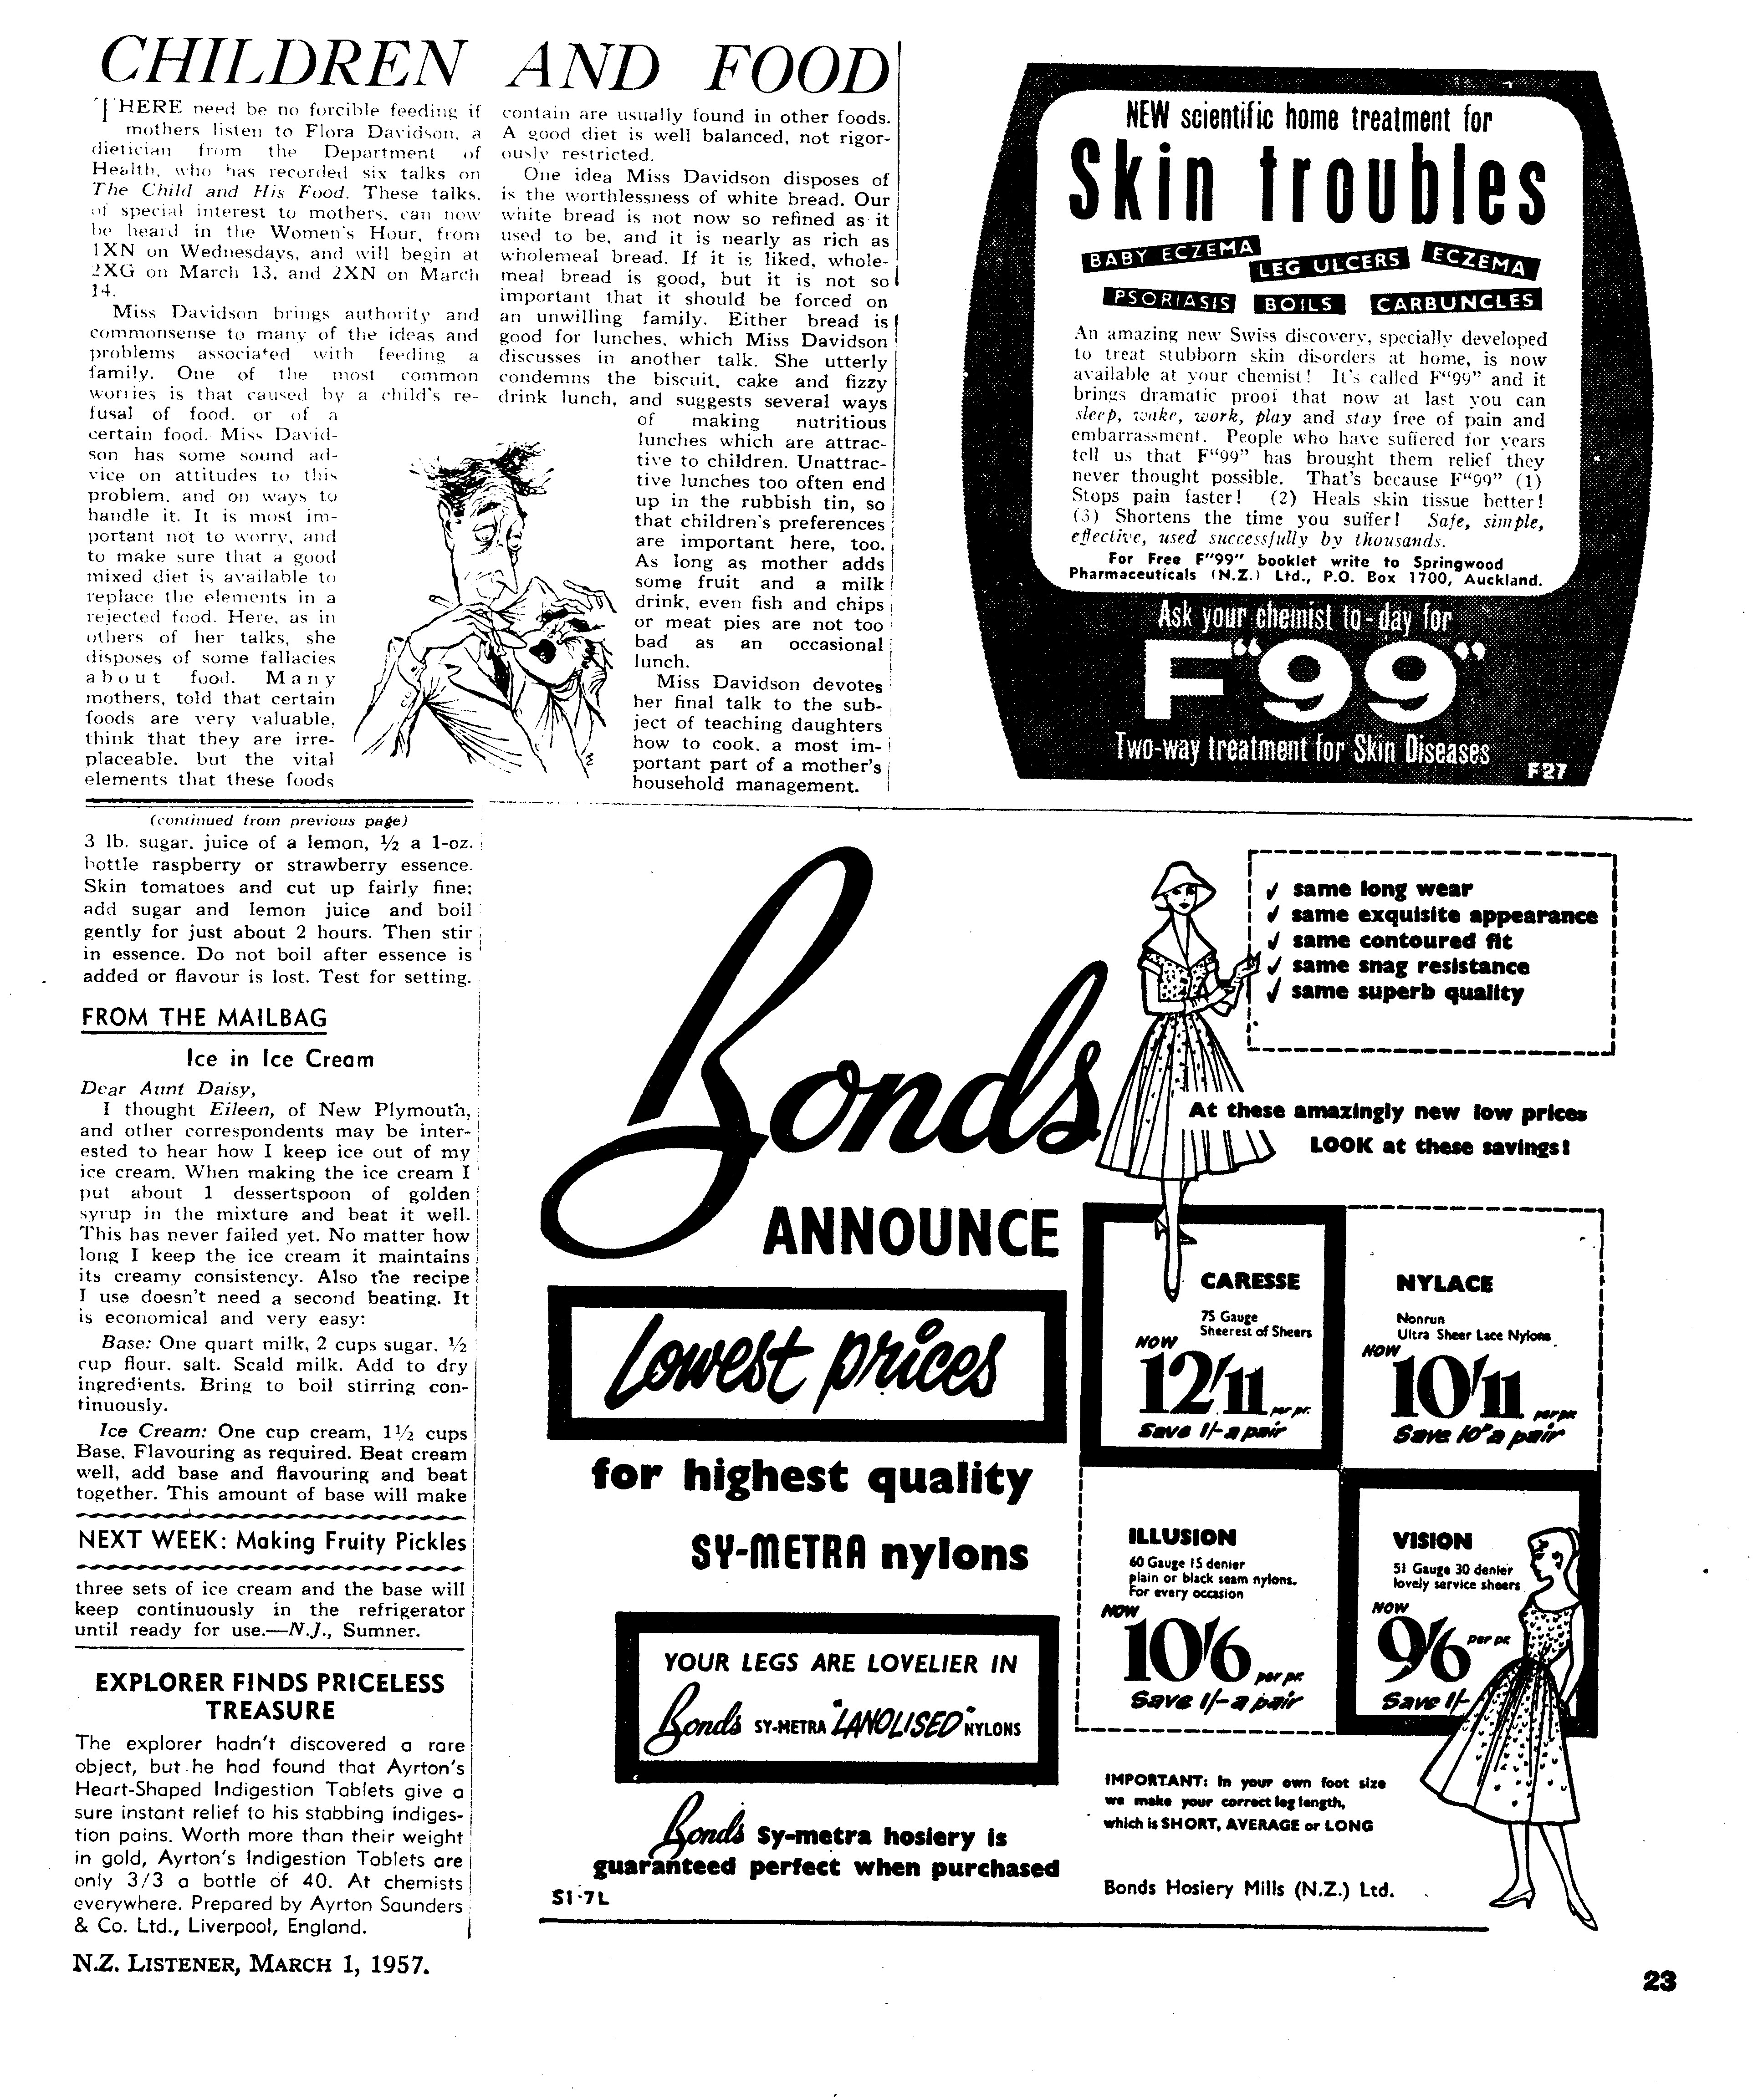 CHILDREN AND FOOD
THERE need be no forcible feeding if
mothers listen to Flora Davidson, a
dietician from the Department of
Health, who has recorded six talks on
The Child and His Food. These talks,
of special interest to mothers, can now
be heard in the Women's Hour, from
1XN on Wednesdays, and will begin at
2XG on March 13, and 2XN on March
14.
Miss Davidson brings authority and
commonsense to many of the ideas and
problems associated with feeding a
family. One of the most common
worries is that caused by a child's re-
fusal of food, or of a
certain food. Miss David-
son has some sound ad-
vice on attitudes to this
problem, and on ways to
handle it. It is most im-
portant not to worry, and
to make sure that a good
mixed diet is available to
replace the elements in a
rejected food. Here, as in
others of her talks, she
disposes of some fallacies
about food. Many
mothers, told that certain
foods are very valuable,
think that they are irre-
placeable, but the vital
elements that these foods
contain are usually found in other foods.
A good diet is well balanced, not rigor-
ously restricted.
One idea Miss Davidson disposes of
is the worthlessness of white bread. Our
white bread is not now so refined as it
used to be, and it is nearly as rich as
wholemeal bread. If it is liked, whole-
meal bread is good, but it is not so
important that it should be forced on
an unwilling family. Either bread is
good for lunches, which Miss Davidson
discusses in another talk. She utterly
condemns the biscuit, cake and fizzy
drink lunch, and suggests several ways
of making nutritious
lunches which are attrac-
tive to children. Unattrac-
tive lunches too often end
up in the rubbish tin, so
that children's preferences
are important here, too.
As long as mother adds
some fruit and a milk
drink, even fish and chips
or meat pies are not too
bad as an occasional
lunch.
Miss Davidson devotes
her final talk to the sub-
ject of teaching daughters
how to cook, a most im-
portant part of a mother's
household management.
(continued from previous page)
3 lb. sugar, juice of a lemon, ½ a 1-oz.
bottle raspberry or strawberry essence.
Skin tomatoes and cut up fairly fine;
add sugar and lemon juice and boil
gently for just about 2 hours. Then stir
in essence. Do not boil after essence is
added or flavour is lost. Test for setting.
FROM THE MAILBAG
Ice in Ice Cream
Dear Aunt Daisy,
I thought Eileen, of New Plymouth,
and other correspondents may be inter-
ested to hear how I keep ice out of my
ice cream. When making the ice cream I
put about 1 dessertspoon of golden
syrup in the mixture and beat it well.
This has never failed yet. No matter how
long I keep the ice cream it maintains
its creamy consistency. Also the recipe
I use doesn't need a second beating. It
is economical and very easy:
Base: One quart milk, 2 cups sugar, ½
cup flour, salt. Scald milk. Add to dry
ingredients. Bring to boil stirring con-
tinuously.
Ice Cream: One cup cream, 1½ cups
Base. Flavouring as required. Beat cream
well, add base and flavouring and beat
together. This amount of base will make
NEXT WEEK: Making Fruity Pickles
three sets of ice cream and the base will
keep continuously in the refrigerator
until ready for use.—N.J., Sumner.
EXPLORER FINDS PRICELESS
TREASURE
The explorer hadn't discovered a rare
object, but he had found that Ayrton's
Heart-Shaped Indigestion Tablets give a
sure instant relief to his stabbing indiges-
tion pains. Worth more than their weight
in gold, Ayrton's Indigestion Tablets are
only 3/3 a bottle of 40. At chemists
everywhere. Prepared by Ayrton Saunders
& Co. Ltd., Liverpool, England.
NEW scientific home treatment for
Skin troubles
BABY ECZEMA
LEG ULCERS
ECZEMA
PSORIASIS
BOILS
CARBUNCLES
An amazing new Swiss discovery, specially developed
to treat stubborn skin disorders at home, is now
available at your chemist! It's called F“99” and it
brings dramatic proof that now at last you can
sleep, wake, work, play and stay free of pain and
embarrassment. People who have suffered for years
tell us that F“99” has brought them relief they
never thought possible. That's because F“99” (1)
Stops pain faster! (2) Heals skin tissue better!
(3) Shortens the time you suffer! Safe, simple,
effective, used successfully by thousands.
For Free F"99" booklet write to Springwood
Pharmaceuticals (N.Z.) Ltd., P.O. Box 1700, Auckland.
Ask your chemist to-day for
F“99”
Two-way treatment for Skin Diseases
F27
Bonds
ANNOUNCE
Lowest prices
for highest quality
SY-METRA nylons
YOUR LEGS ARE LOVELIER IN
Bonds SY-METRA "LANOLISED" NYLONS
Bonds Sy-metra hosiery is
guaranteed perfect when purchased
S1·7L
✓ same long wear
✓ same exquisite appearance
✓ same contoured fit
✓ same snag resistance
✓ same superb quality
At these amazingly new low prices
LOOK at these savings!
CARESSE
75 Gauge
Sheerest of Sheers
NOW
12/11 per pr.
Save 1/- a pair
NYLACE
Nonrun
Ultra Sheer Lace Nylons
NOW
10/11 per pr.
Save 10ᴰ a pair
ILLUSION
60 Gauge 15 denier
plain or black seam nylons.
For every occasion
NOW
10/6 per pr.
Save 1/- a pair
VISION
51 Gauge 30 denier
lovely service sheers
NOW
9/6 per pr.
Save 1/-
IMPORTANT: In your own foot size
we make your correct leg length,
which is SHORT, AVERAGE or LONG
Bonds Hosiery Mills (N.Z.) Ltd.
N.Z. LISTENER, MARCH 1, 1957.
23